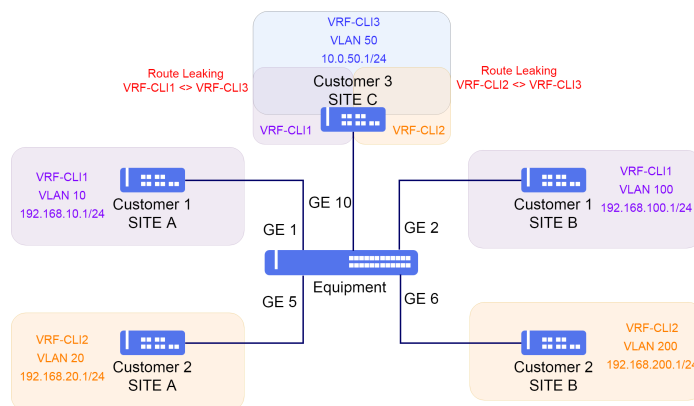 VRF-CLI3
VLAN 50
10.0.50.1/24
Route Leaking
VRF-CLI1 <> VRF-CLI3
Route Leaking
VRF-CLI2 <> VRF-CLI3
Customer 3
SITE C
VRF-CLI1
VRF-CLI2
VRF-CLI1
VLAN 10
192.168.10.1/24
Customer 1
SITE A
GE 10
GE 1
GE 2
Customer 1
SITE B
VRF-CLI1
VLAN 100
192.168.100.1/24
Equipment
GE 5
GE 6
VRF-CLI2
VLAN 20
192.168.20.1/24
Customer 2
SITE A
Customer 2
SITE B
VRF-CLI2
VLAN 200
192.168.200.1/24